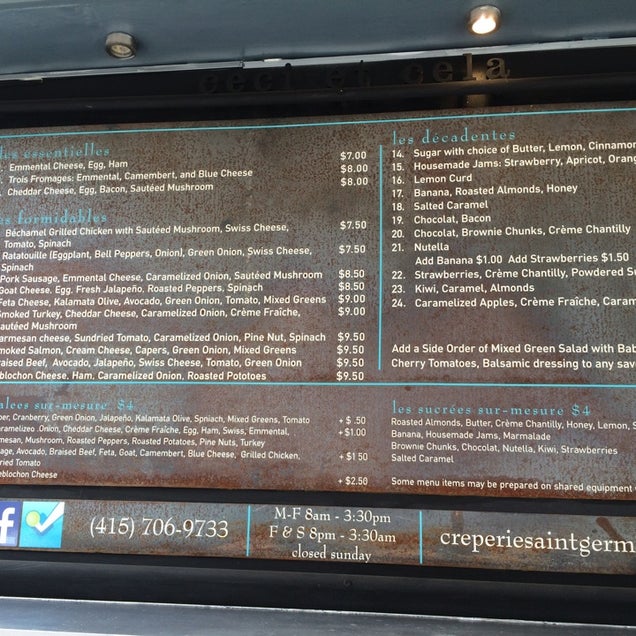 ceci et cela
les essentielles
Emmental Cheese, Egg, Ham $7.00
Trois Fromages: Emmental, Camembert, and Blue Cheese $8.00
Cheddar Cheese, Egg, Bacon, Sautéed Mushroom $8.00
formidables
Béchamel Grilled Chicken with Sautéed Mushroom, Swiss Cheese, $7.50
Tomato, Spinach
Ratatouille (Eggplant, Bell Peppers, Onion), Green Onion, Swiss Cheese, $7.50
Spinach
Pork Sausage, Emmental Cheese, Caramelized Onion, Sautéed Mushroom $8.50
Goat Cheese, Egg, Fresh Jalapeño, Roasted Peppers, Spinach $8.50
Feta Cheese, Kalamata Olive, Avocado, Green Onion, Tomato, Mixed Greens $9.00
Smoked Turkey, Cheddar Cheese, Caramelized Onion, Crème Fraîche, $9.00
Sautéed Mushroom
Parmesan cheese, Sundried Tomato, Caramelized Onion, Pine Nut, Spinach $9.50
Smoked Salmon, Cream Cheese, Capers, Green Onion, Mixed Greens $9.50
Braised Beef, Avocado, Jalapeño, Swiss Cheese, Tomato, Green Onion $9.50
Reblochon Cheese, Ham, Caramelized Onion, Roasted Potatoes $9.50
les décadentes
14. Sugar with choice of Butter, Lemon, Cinnamon
15. Housemade Jams: Strawberry, Apricot, Orang
16. Lemon Curd
17. Banana, Roasted Almonds, Honey
18. Salted Caramel
19. Chocolat, Bacon
20. Chocolat, Brownie Chunks, Crème Chantilly
21. Nutella
Add Banana $1.00 Add Strawberries $1.50
22. Strawberries, Crème Chantilly, Powdered Su
23. Kiwi, Caramel, Almonds
24. Caramelized Apples, Crème Fraîche, Caram
Add a Side Order of Mixed Green Salad with Bab
Cherry Tomatoes, Balsamic dressing to any savo
alees sur-mesure $4
per, Cranberry, Green Onion, Jalapeño, Kalamata Olive, Spniach, Mixed Greens, Tomato + $ .50
aramelizeo .Onion, Cheddar Cheese, Crème Fraîche, Egg, Ham, Swiss, Emmental, + $1.00
mesan, Mushroom, Roasted Peppers, Roasted Potatoes, Pine Nuts, Turkey
sage, Avocado, Braised Beef, Feta, Goat, Camembert, Blue Cheese, Grilled Chicken, + $1.50
dried Tomato
eblochon Cheese + $2.50
les sucrées sur-mesure $4
Roasted Almonds, Butter, Crème Chantilly, Honey, Lemon, S
Banana, Housemade Jams, Marmalade
Brownie Chunks, Chocolat, Nutella, Kiwi, Strawberries
Salted Caramel
Some menu items may be prepared on shared equipment
f
(415) 706-9733
M-F 8am - 3:30pm
F & S 8pm - 3:30am
closed sunday
creperiesaintgerm